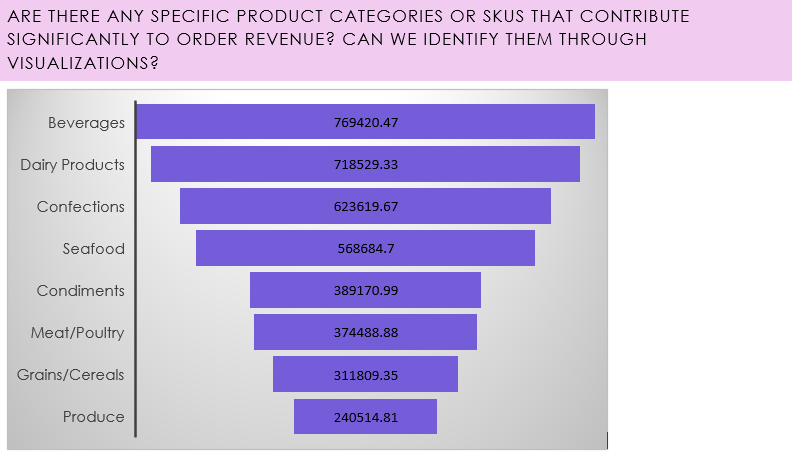 ARE THERE ANY SPECIFIC PRODUCT CATEGORIES OR SKUS THAT CONTRIBUTE
SIGNIFICANTLY TO ORDER REVENUE? CAN WE IDENTIFY THEM THROUGH
VISUALIZATIONS?
Beverages 769420.47
Dairy Products 718529.33
Confections 623619.67
Seafood 568684.7
Condiments 389170.99
Meat/Poultry 374488.88
Grains/Cereals 311809.35
Produce 240514.81